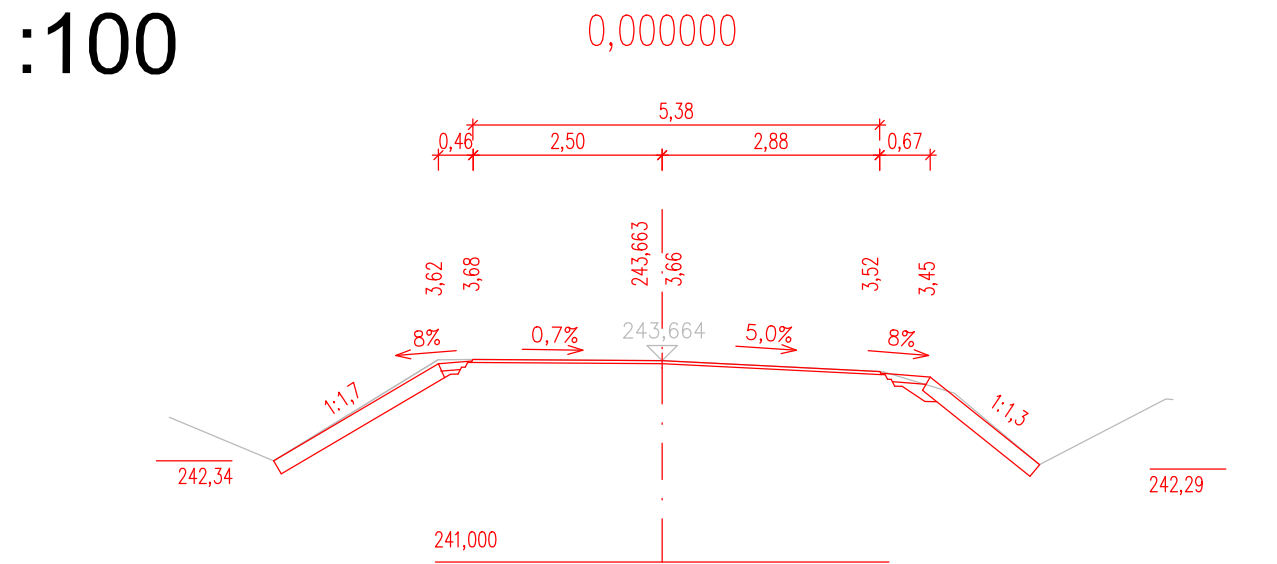 :100
0,000000
5,38
0,46 2,50 2,88 0,67
3,62 3,68 243,663 3,66 3,52 3,45
8% 0,7% 243,664 5,0% 8%
1:1,7 1:1,3
242,34 242,29
241,000